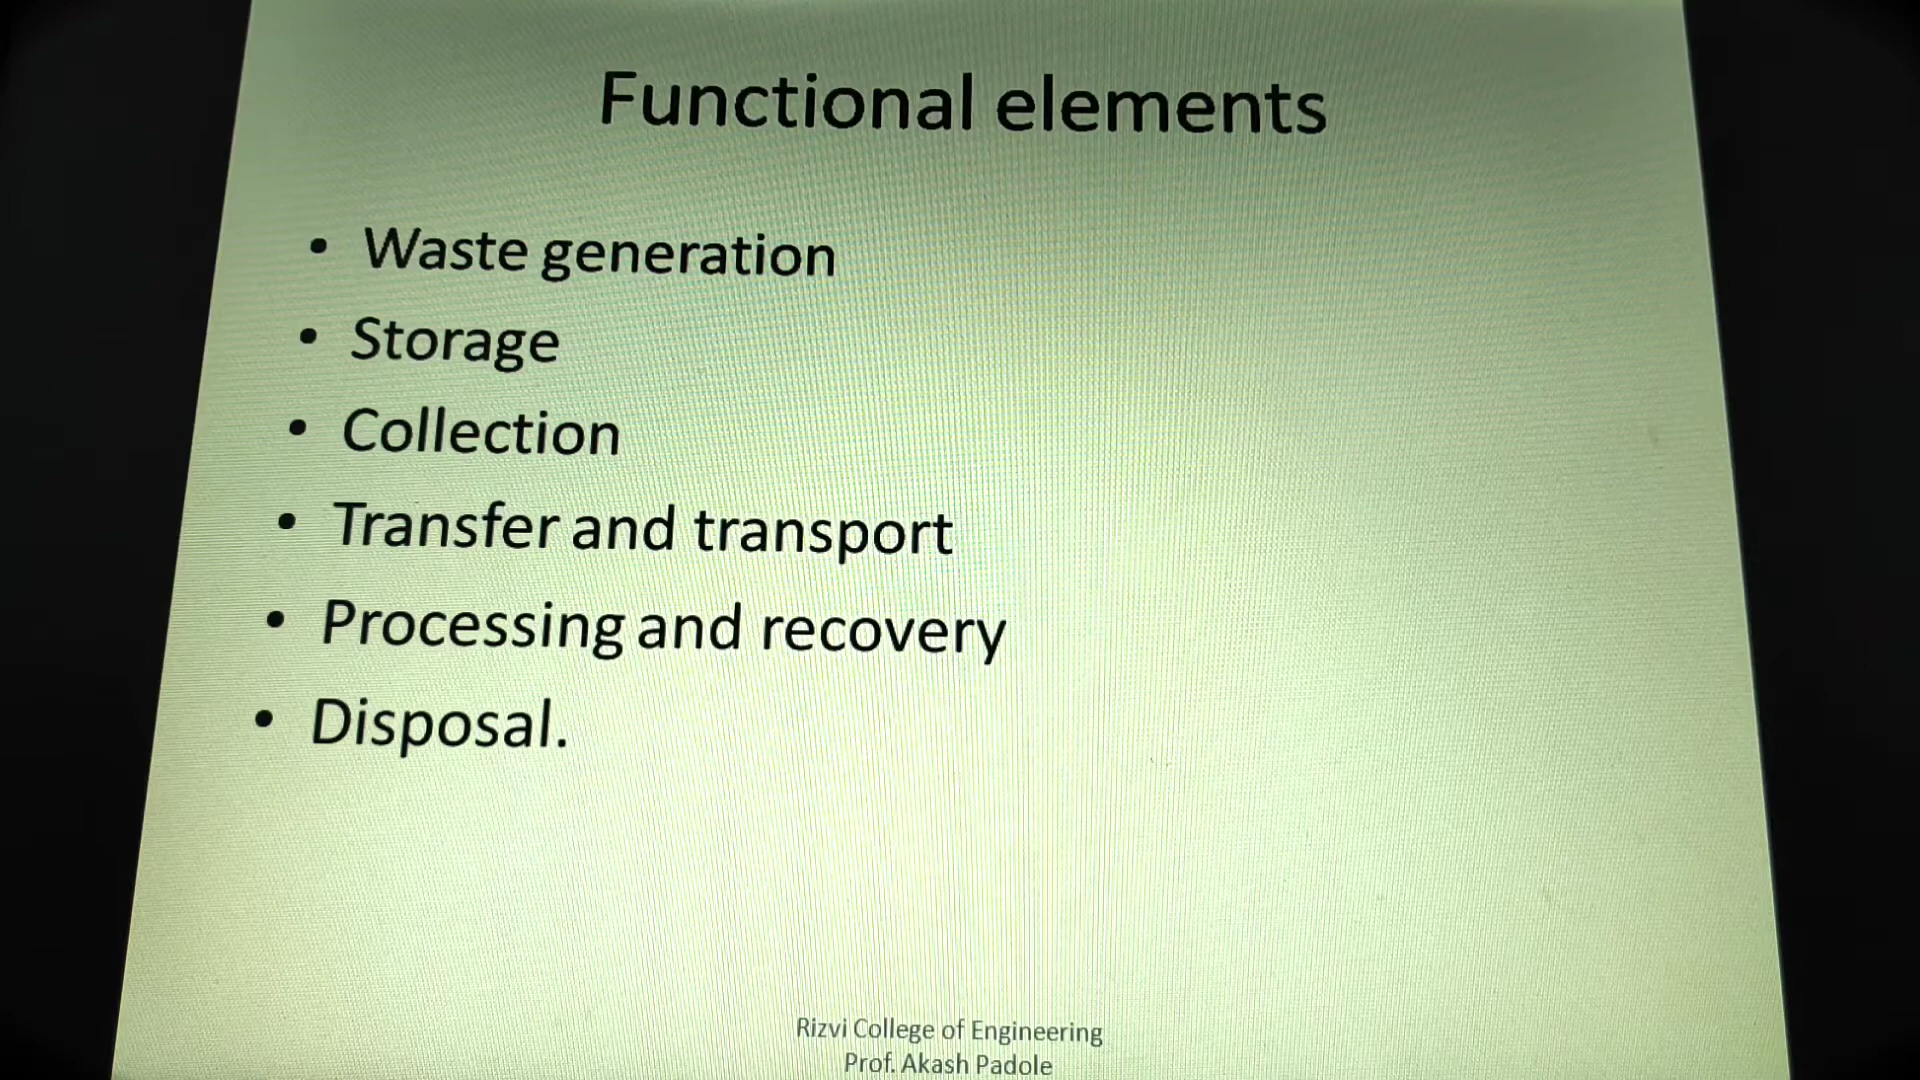 Functional elements
• Waste generation
• Storage
• Collection
• Transfer and transport
• Processing and recovery
• Disposal.
Rizvi College of Engineering
Prof. Akash Padole